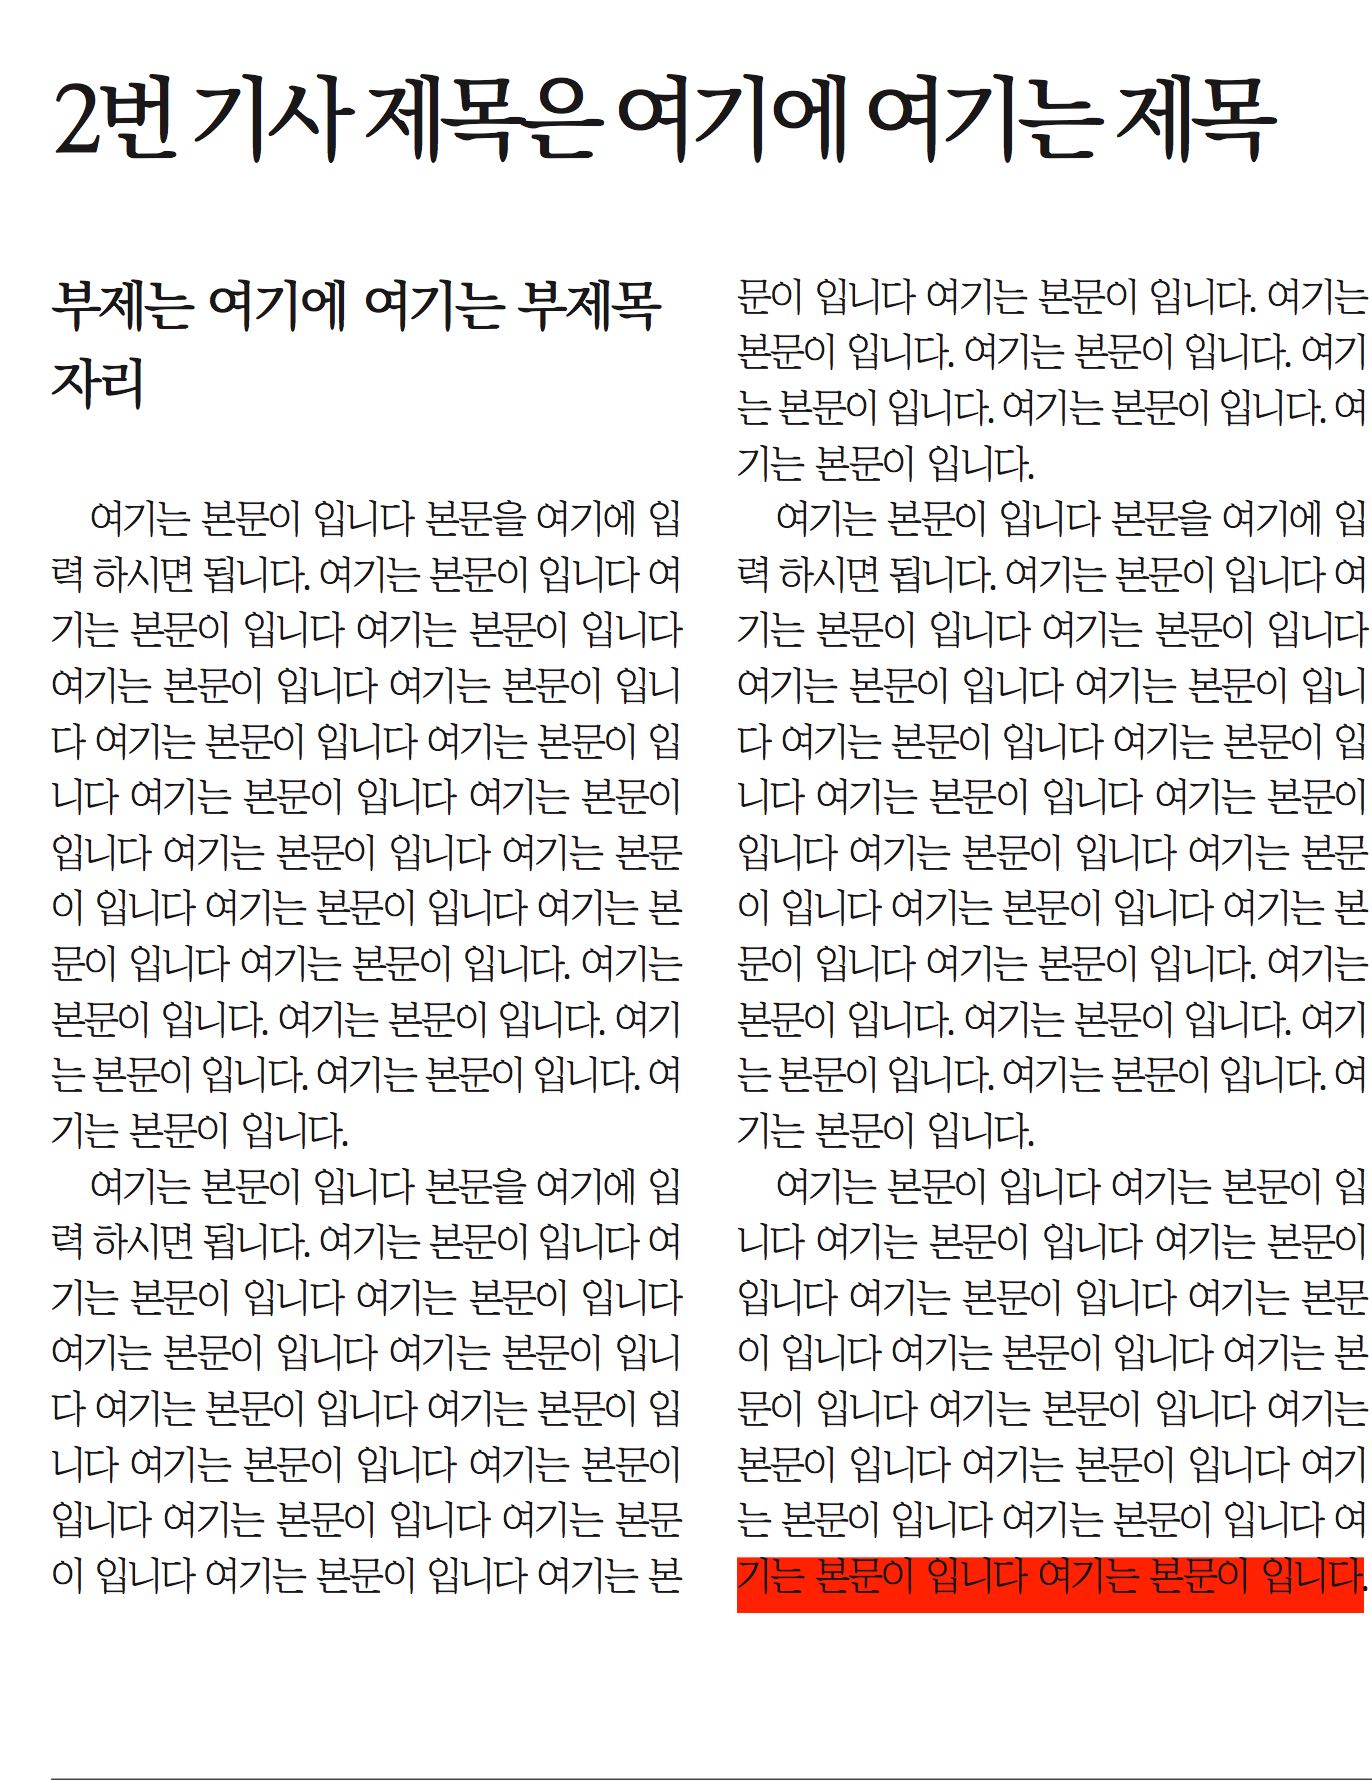 2번 기사 제목은 여기에 여기는 제목
부제는 여기에 여기는 부제목
자리
여기는 본문이 입니다 본문을 여기에 입
력 하시면 됩니다. 여기는 본문이 입니다 여
기는 본문이 입니다 여기는 본문이 입니다
여기는 본문이 입니다 여기는 본문이 입니
다 여기는 본문이 입니다 여기는 본문이 입
니다 여기는 본문이 입니다 여기는 본문이
입니다 여기는 본문이 입니다 여기는 본문
이 입니다 여기는 본문이 입니다 여기는 본
문이 입니다 여기는 본문이 입니다. 여기는
본문이 입니다. 여기는 본문이 입니다. 여기
는 본문이 입니다. 여기는 본문이 입니다. 여
기는 본문이 입니다.
여기는 본문이 입니다 본문을 여기에 입
력 하시면 됩니다. 여기는 본문이 입니다 여
기는 본문이 입니다 여기는 본문이 입니다
여기는 본문이 입니다 여기는 본문이 입니
다 여기는 본문이 입니다 여기는 본문이 입
니다 여기는 본문이 입니다 여기는 본문이
입니다 여기는 본문이 입니다 여기는 본문
이 입니다 여기는 본문이 입니다 여기는 본
문이 입니다 여기는 본문이 입니다. 여기는
본문이 입니다. 여기는 본문이 입니다. 여기
는 본문이 입니다. 여기는 본문이 입니다. 여
기는 본문이 입니다.
여기는 본문이 입니다 본문을 여기에 입
력 하시면 됩니다. 여기는 본문이 입니다 여
기는 본문이 입니다 여기는 본문이 입니다
여기는 본문이 입니다 여기는 본문이 입니
다 여기는 본문이 입니다 여기는 본문이 입
니다 여기는 본문이 입니다 여기는 본문이
입니다 여기는 본문이 입니다 여기는 본문
이 입니다 여기는 본문이 입니다 여기는 본
문이 입니다 여기는 본문이 입니다. 여기는
본문이 입니다. 여기는 본문이 입니다. 여기
는 본문이 입니다. 여기는 본문이 입니다. 여
기는 본문이 입니다.
여기는 본문이 입니다 여기는 본문이 입
니다 여기는 본문이 입니다 여기는 본문이
입니다 여기는 본문이 입니다 여기는 본문
이 입니다 여기는 본문이 입니다 여기는 본
문이 입니다 여기는 본문이 입니다 여기는
본문이 입니다 여기는 본문이 입니다 여기
는 본문이 입니다 여기는 본문이 입니다 여
기는 본문이 입니다 여기는 본문이 입니다.